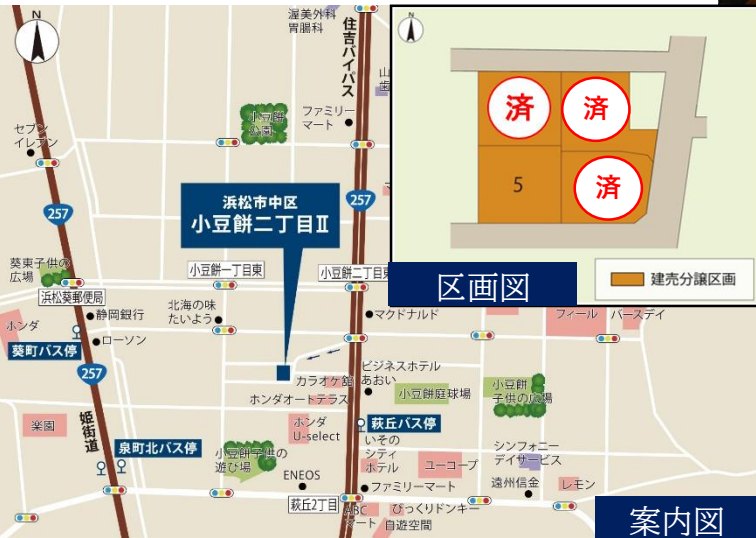 N
渥美外科
胃腸科
住吉バイパス
セブン
イレブン
小豆餅
公園
ファミリー
マート
257
257
浜松市中区
小豆餅二丁目Ⅱ
葵東子供の
広場
浜松葵郵便局
小豆餅一丁目東
小豆餅二丁目東
ホンダ
静岡銀行
ローソン
葵町バス停
北海の味
たいよう
マクドナルド
フィール
バースデイ
257
姫街道
楽園
泉町北バス停
カラオケ館
ホンダオートテラス
ビジネスホテル
あおい
小豆餅庭球場
小豆餅
子供の広場
ホンダ
U-select
萩丘バス停
いその
シティ
ホテル
小豆餅子供の
遊び場
ENEOS
ユーコープ
シンフォニー
デイサービス
ファミリーマート
遠州信金
レモン
萩丘2丁目
ABC
マート
びっくりドンキー
自遊空間
案内図
N
済
済
5
済
区画図
建売分譲区画